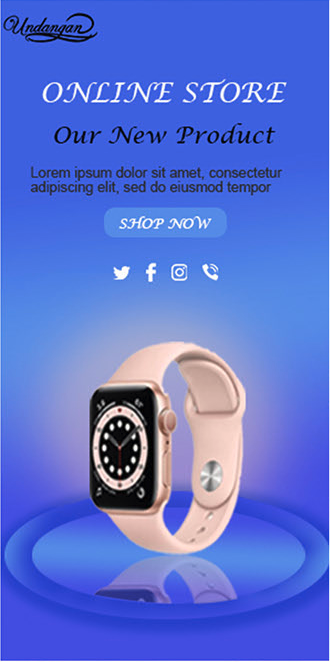 Undangan
ONLINE STORE
Our New Product
Lorem ipsum dolor sit amet, consectetur
adipiscing elit, sed do eiusmod tempor
SHOP NOW